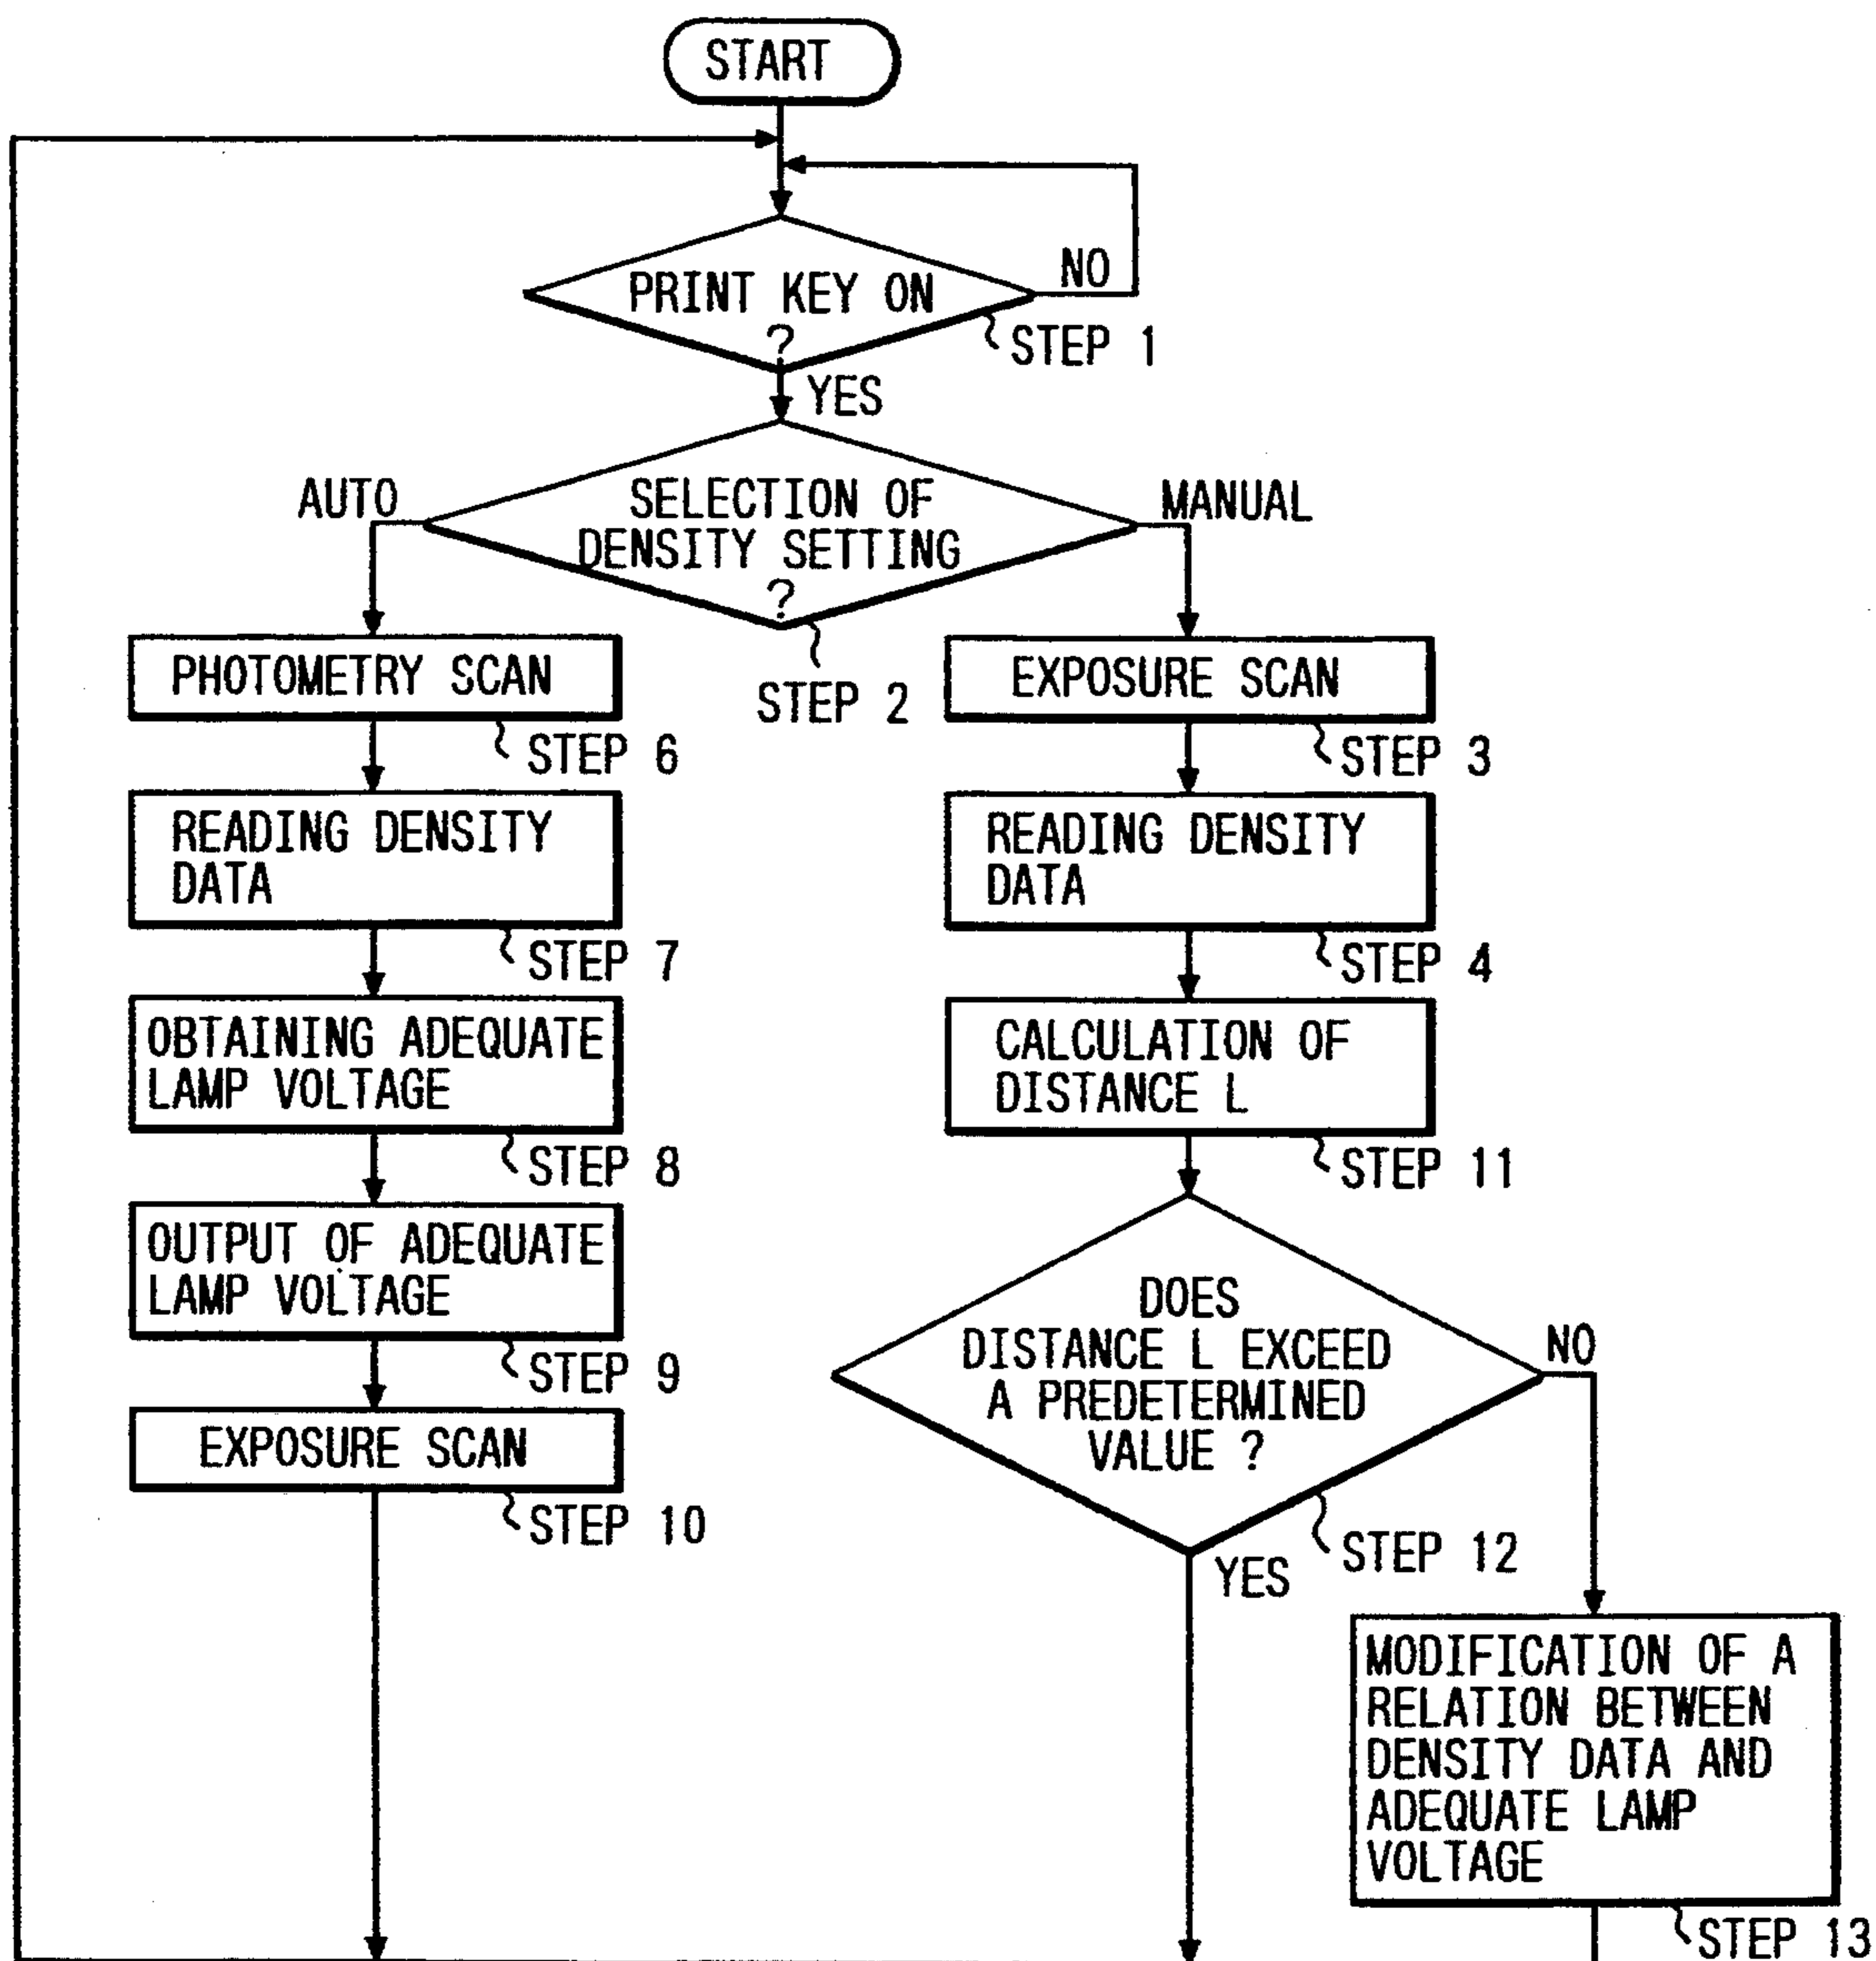 START
PRINT KEY ON
?
NO
STEP 1
YES
SELECTION OF
DENSITY SETTING
?
AUTO
MANUAL
STEP 2
PHOTOMETRY SCAN
STEP 6
READING DENSITY
DATA
STEP 7
OBTAINING ADEQUATE
LAMP VOLTAGE
STEP 8
OUTPUT OF ADEQUATE
LAMP VOLTAGE
STEP 9
EXPOSURE SCAN
STEP 10
EXPOSURE SCAN
STEP 3
READING DENSITY
DATA
STEP 4
CALCULATION OF
DISTANCE L
STEP 11
DOES
DISTANCE L EXCEED
A PREDETERMINED
VALUE ?
NO
STEP 12
YES
MODIFICATION OF A
RELATION BETWEEN
DENSITY DATA AND
ADEQUATE LAMP
VOLTAGE
STEP 13